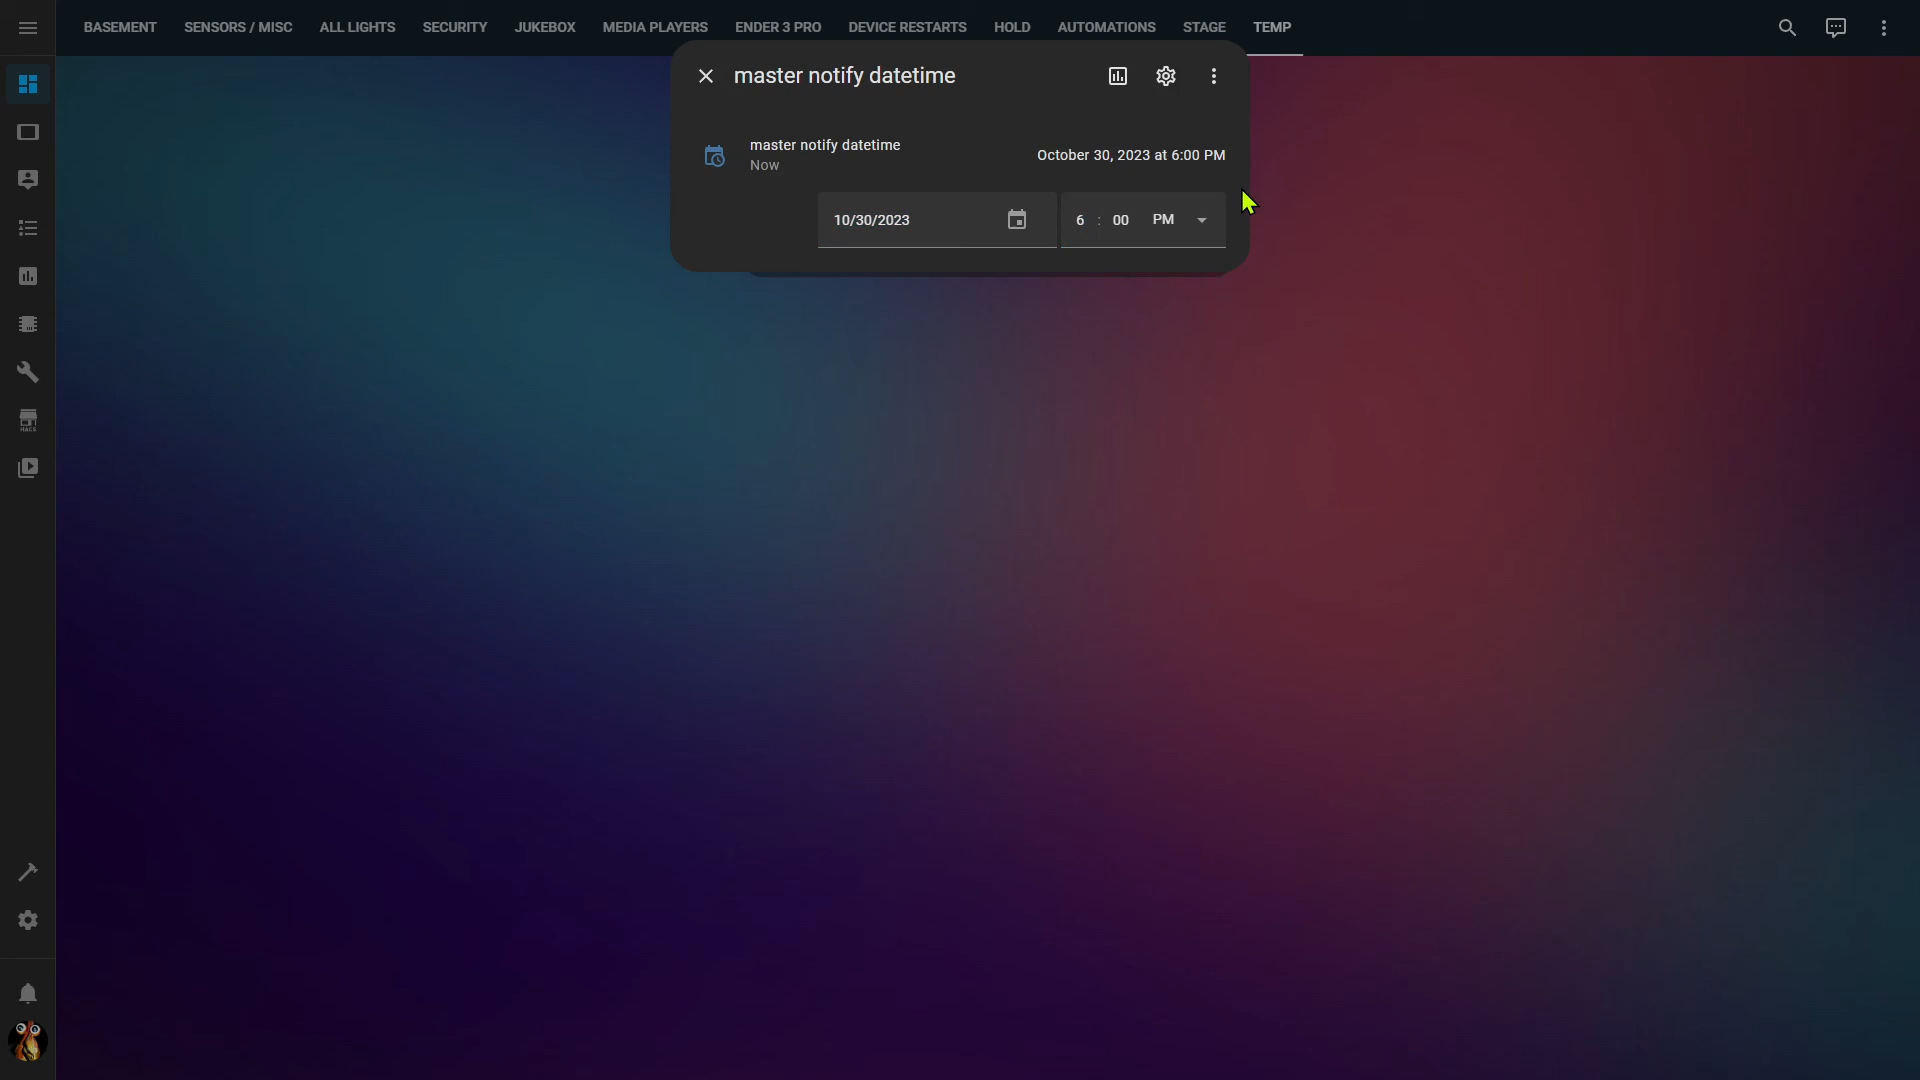 BASEMENT SENSORS / MISC ALL LIGHTS SECURITY JUKEBOX MEDIA PLAYERS ENDER 3 PRO DEVICE RESTARTS HOLD AUTOMATIONS STAGE TEMP
master notify datetime
master notify datetime
Now
October 30, 2023 at 6:00 PM
10/30/2023
6 : 00 PM
HACS